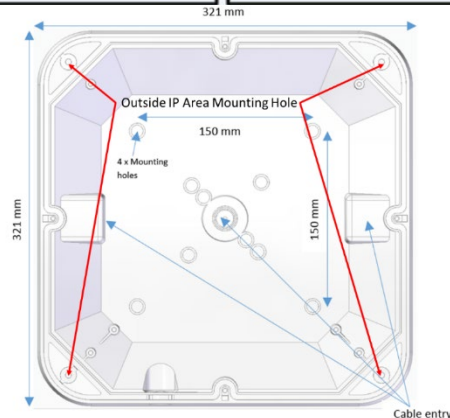 321 mm
Outside IP Area Mounting Hole
150 mm
4 x Mounting
holes
321 mm
150 mm
Cable entry